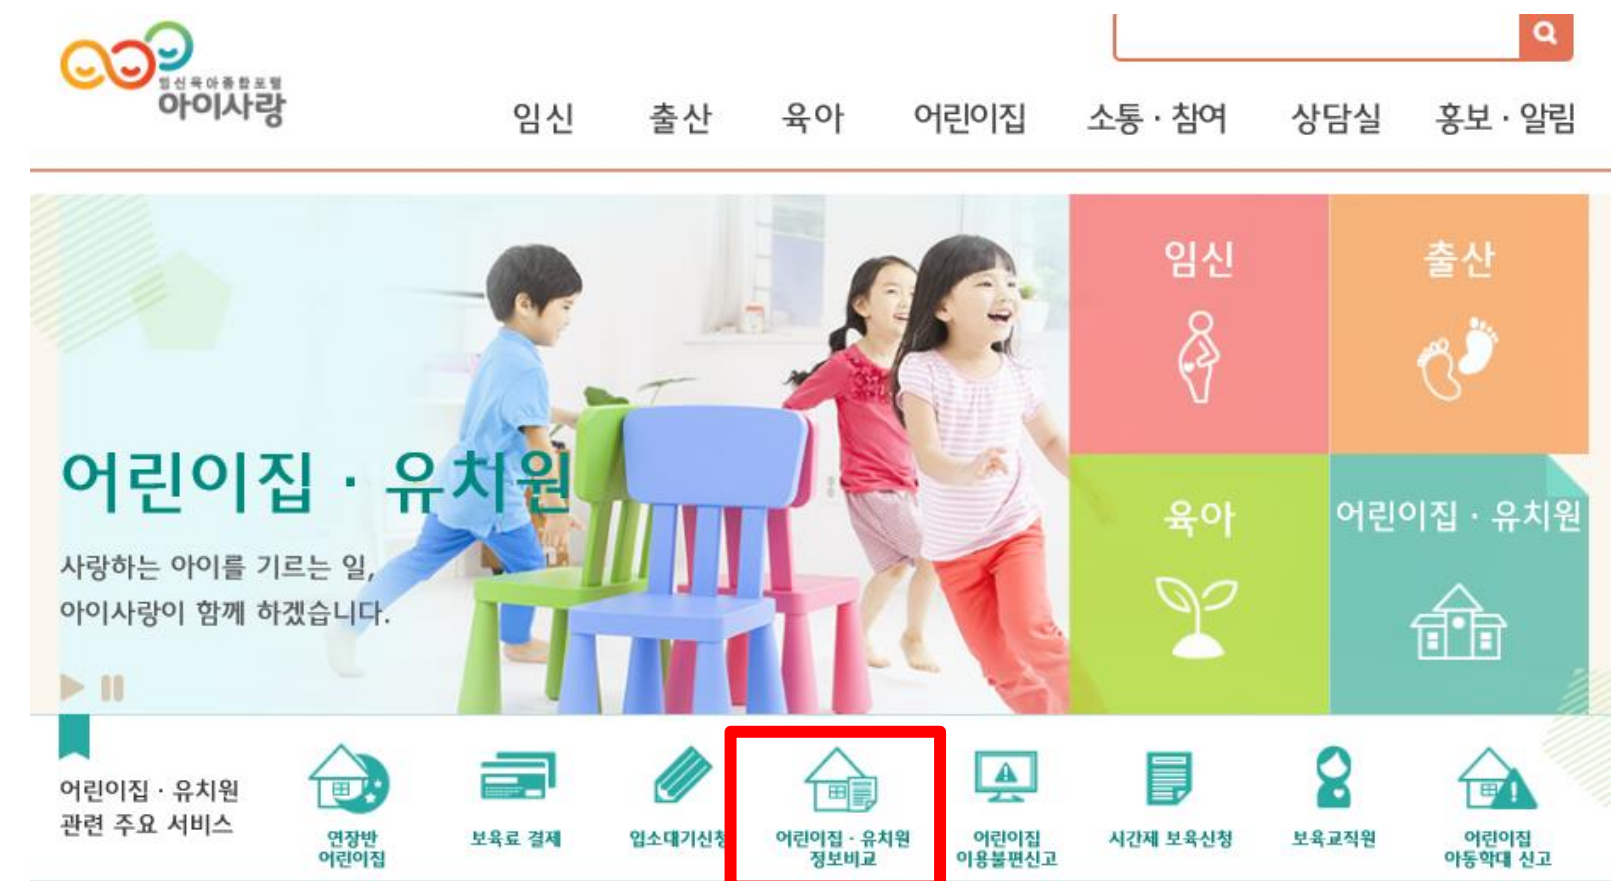 임신육아종합포털
아이사랑
임신 출산 육아 어린이집 소통 · 참여 상담실 홍보 · 알림
어린이집 · 유치원
사랑하는 아이를 기르는 일,
아이사랑이 함께 하겠습니다.
임신
출산
육아
어린이집 · 유치원
어린이집 · 유치원
관련 주요 서비스
연장반
어린이집
보육료 결제
입소대기신청
어린이집 · 유치원
정보비교
어린이집
이용불편신고
시간제 보육신청
보육교직원
어린이집
아동학대 신고